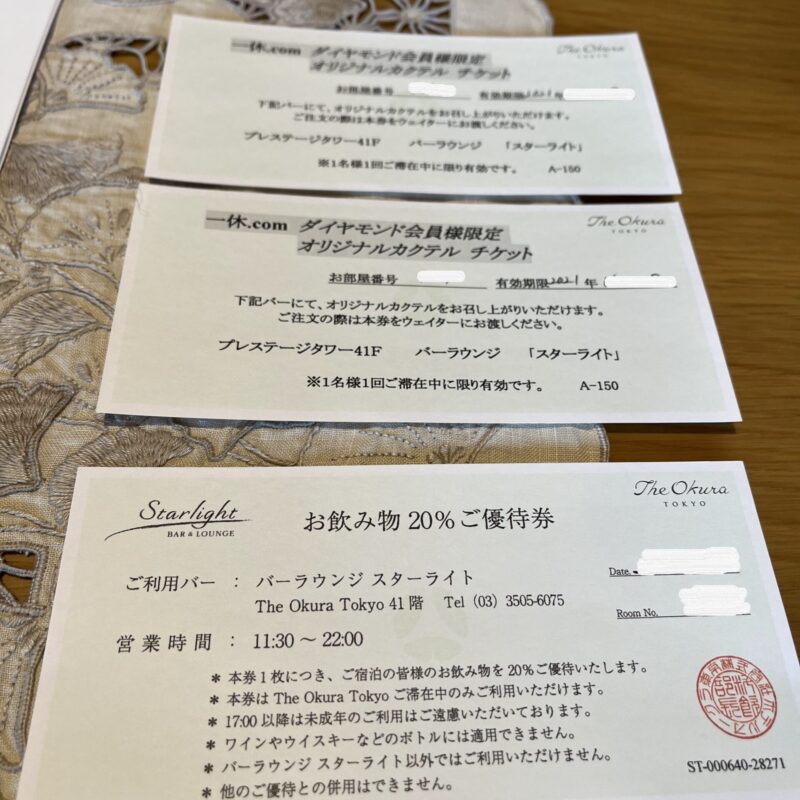 一休.com ダイヤモンド会員様限定
オリジナルカクテル チケット
The Okura
TOKYO
お部屋番号 有効期限2021年
下記バーにて、オリジナルカクテルをお召し上がりいただけます。
ご注文の際は本券をウェイターにお渡しください。
プレステージタワー41F バーラウンジ 「スターライト」
※1名様1回ご滞在中に限り有効です。 A-150
一休.com ダイヤモンド会員様限定
オリジナルカクテル チケット
The Okura
TOKYO
お部屋番号 有効期限2021年
下記バーにて、オリジナルカクテルをお召し上がりいただけます。
ご注文の際は本券をウェイターにお渡しください。
プレステージタワー41F バーラウンジ 「スターライト」
※1名様1回ご滞在中に限り有効です。 A-150
Starlight
BAR & LOUNGE
お飲み物 20%ご優待券
The Okura
TOKYO
ご利用バー : バーラウンジ スターライト
The Okura Tokyo 41階 Tel (03) 3505-6075
Date.
Room No.
営業時間 : 11:30 ~ 22:00
* 本券1枚につき、ご宿泊の皆様のお飲み物を20%ご優待いたします。
* 本券は The Okura Tokyo ご滞在中のみご利用いただけます。
* 17:00以降は未成年のご利用はご遠慮いただいております。
* ワインやウイスキーなどのボトルには適用できません。
* バーラウンジ スターライト以外ではご利用いただけません。
* 他のご優待との併用はできません。
ST-000640-28271